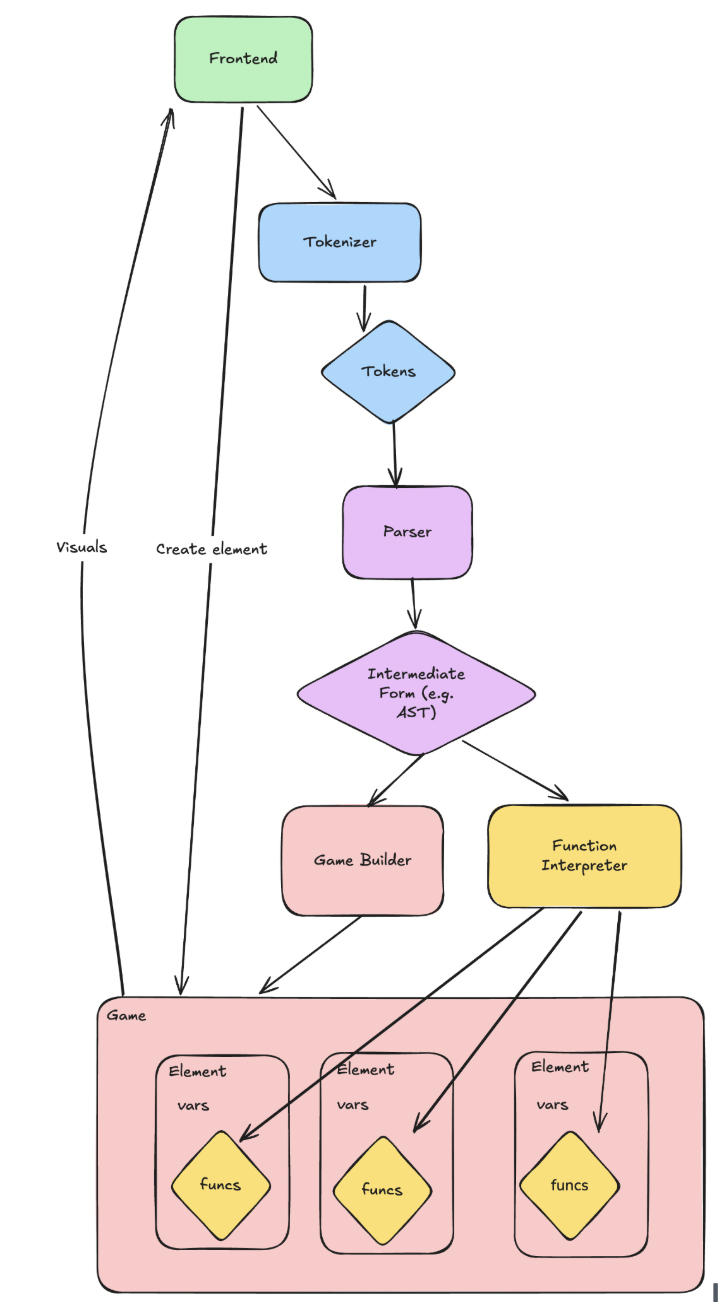 Frontend
Tokenizer
Tokens
Parser
Visuals
Create element
Intermediate
Form (e.g.
AST)
Game Builder
Function
Interpreter
Game
Element
vars
funcs
Element
vars
funcs
Element
vars
funcs